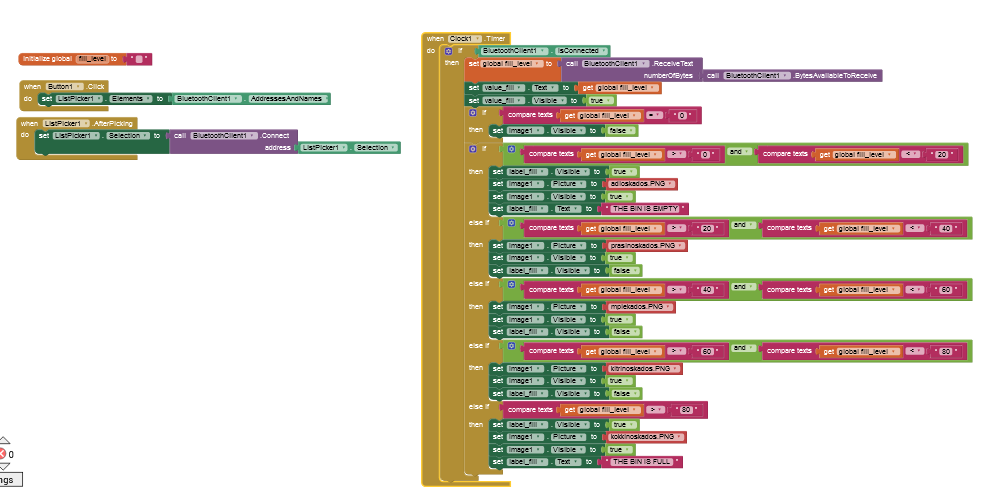 initialize global fill_level to " "
when Button1 .Click
do set ListPicker1 . Elements to BluetoothClient1 . AddressesAndNames
when ListPicker1 .AfterPicking
do set ListPicker1 . Selection to call BluetoothClient1 .Connect
address ListPicker1 . Selection
when Clock1 .Timer
do if BluetoothClient1 . IsConnected
then set global fill_level to call BluetoothClient1 .ReceiveText
numberOfBytes call BluetoothClient1 .BytesAvailableToReceive
set value_fill . Text to get global fill_level
set value_fill . Visible to true
if compare texts get global fill_level = " 0 "
then set Image1 . Visible to false
if compare texts get global fill_level > " 0 " and compare texts get global fill_level < " 20 "
then set label_fill . Visible to true
set Image1 . Picture to adioskados.PNG
set Image1 . Visible to true
set label_fill . Text to " THE BIN IS EMPTY "
else if compare texts get global fill_level > " 20 " and compare texts get global fill_level < " 40 "
then set Image1 . Picture to prasinoskados.PNG
set Image1 . Visible to true
set label_fill . Visible to false
else if compare texts get global fill_level > " 40 " and compare texts get global fill_level < " 60 "
then set Image1 . Picture to mplekados.PNG
set Image1 . Visible to true
set label_fill . Visible to false
else if compare texts get global fill_level > " 60 " and compare texts get global fill_level < " 80 "
then set Image1 . Picture to kitrinoskados.PNG
set Image1 . Visible to true
set label_fill . Visible to false
else if compare texts get global fill_level > " 80 "
then set label_fill . Visible to true
set Image1 . Picture to kokkinoskados.PNG
set Image1 . Visible to true
set label_fill . Text to " THE BIN IS FULL "
0
ngs